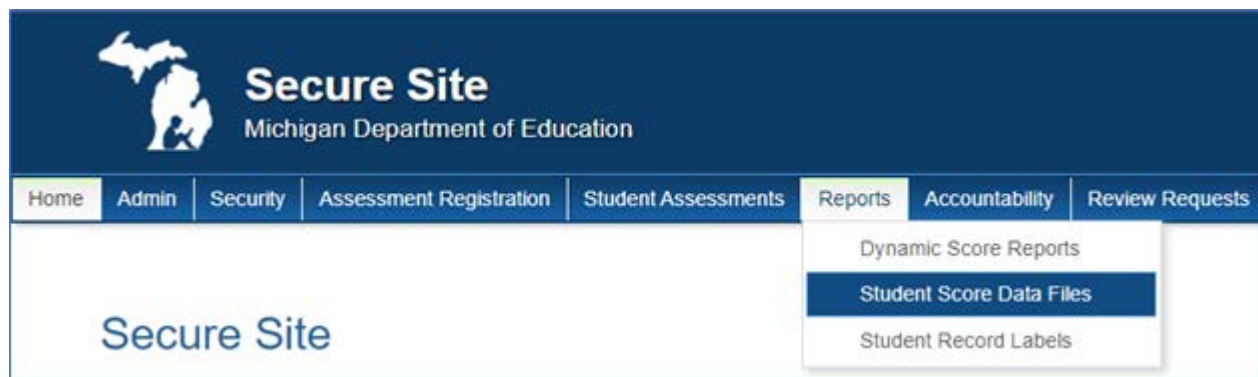 Secure Site
Michigan Department of Education
Home Admin Security Assessment Registration Student Assessments Reports Accountability Review Requests
Dynamic Score Reports
Student Score Data Files
Student Record Labels
Secure Site